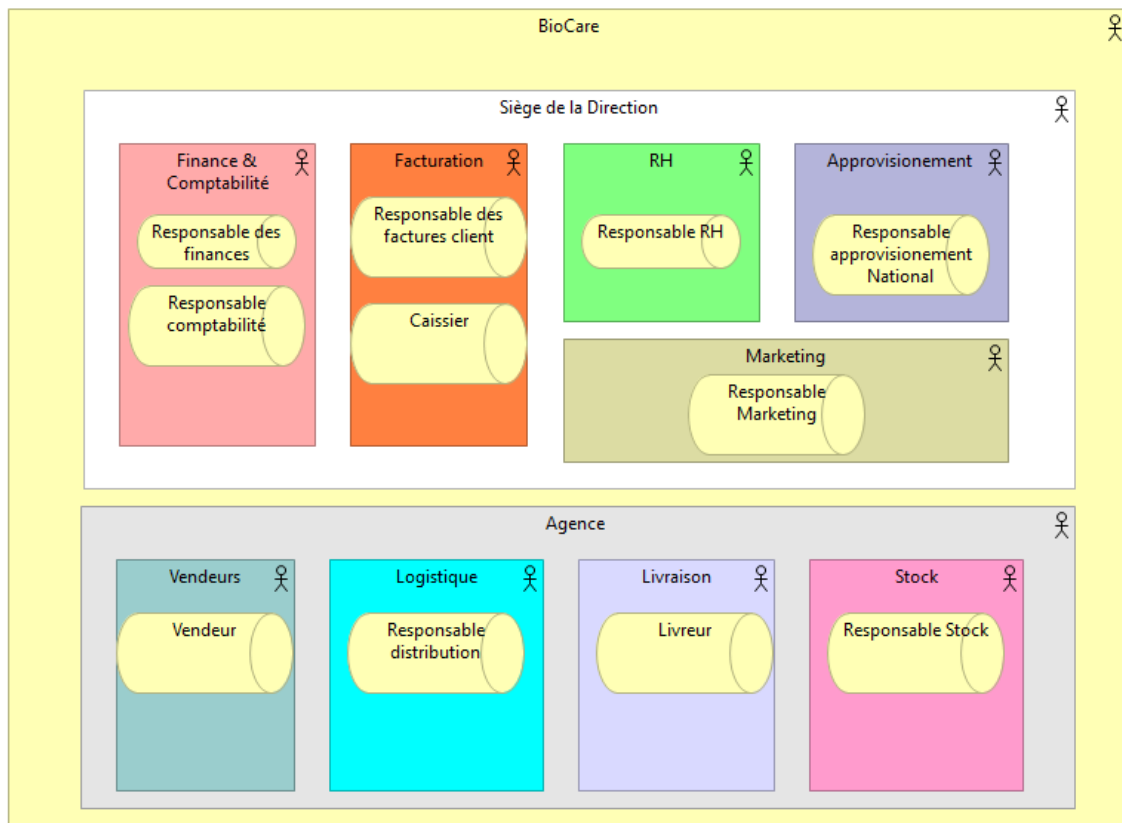 BioCare
Siège de la Direction
Finance &
Comptabilité
Responsable des
finances
Responsable
comptabilité
Facturation
Responsable des
factures client
Caissier
RH
Responsable RH
Approvisionement
Responsable
approvisionement
National
Marketing
Responsable
Marketing
Agence
Vendeurs
Vendeur
Logistique
Responsable
distribution
Livraison
Livreur
Stock
Responsable Stock